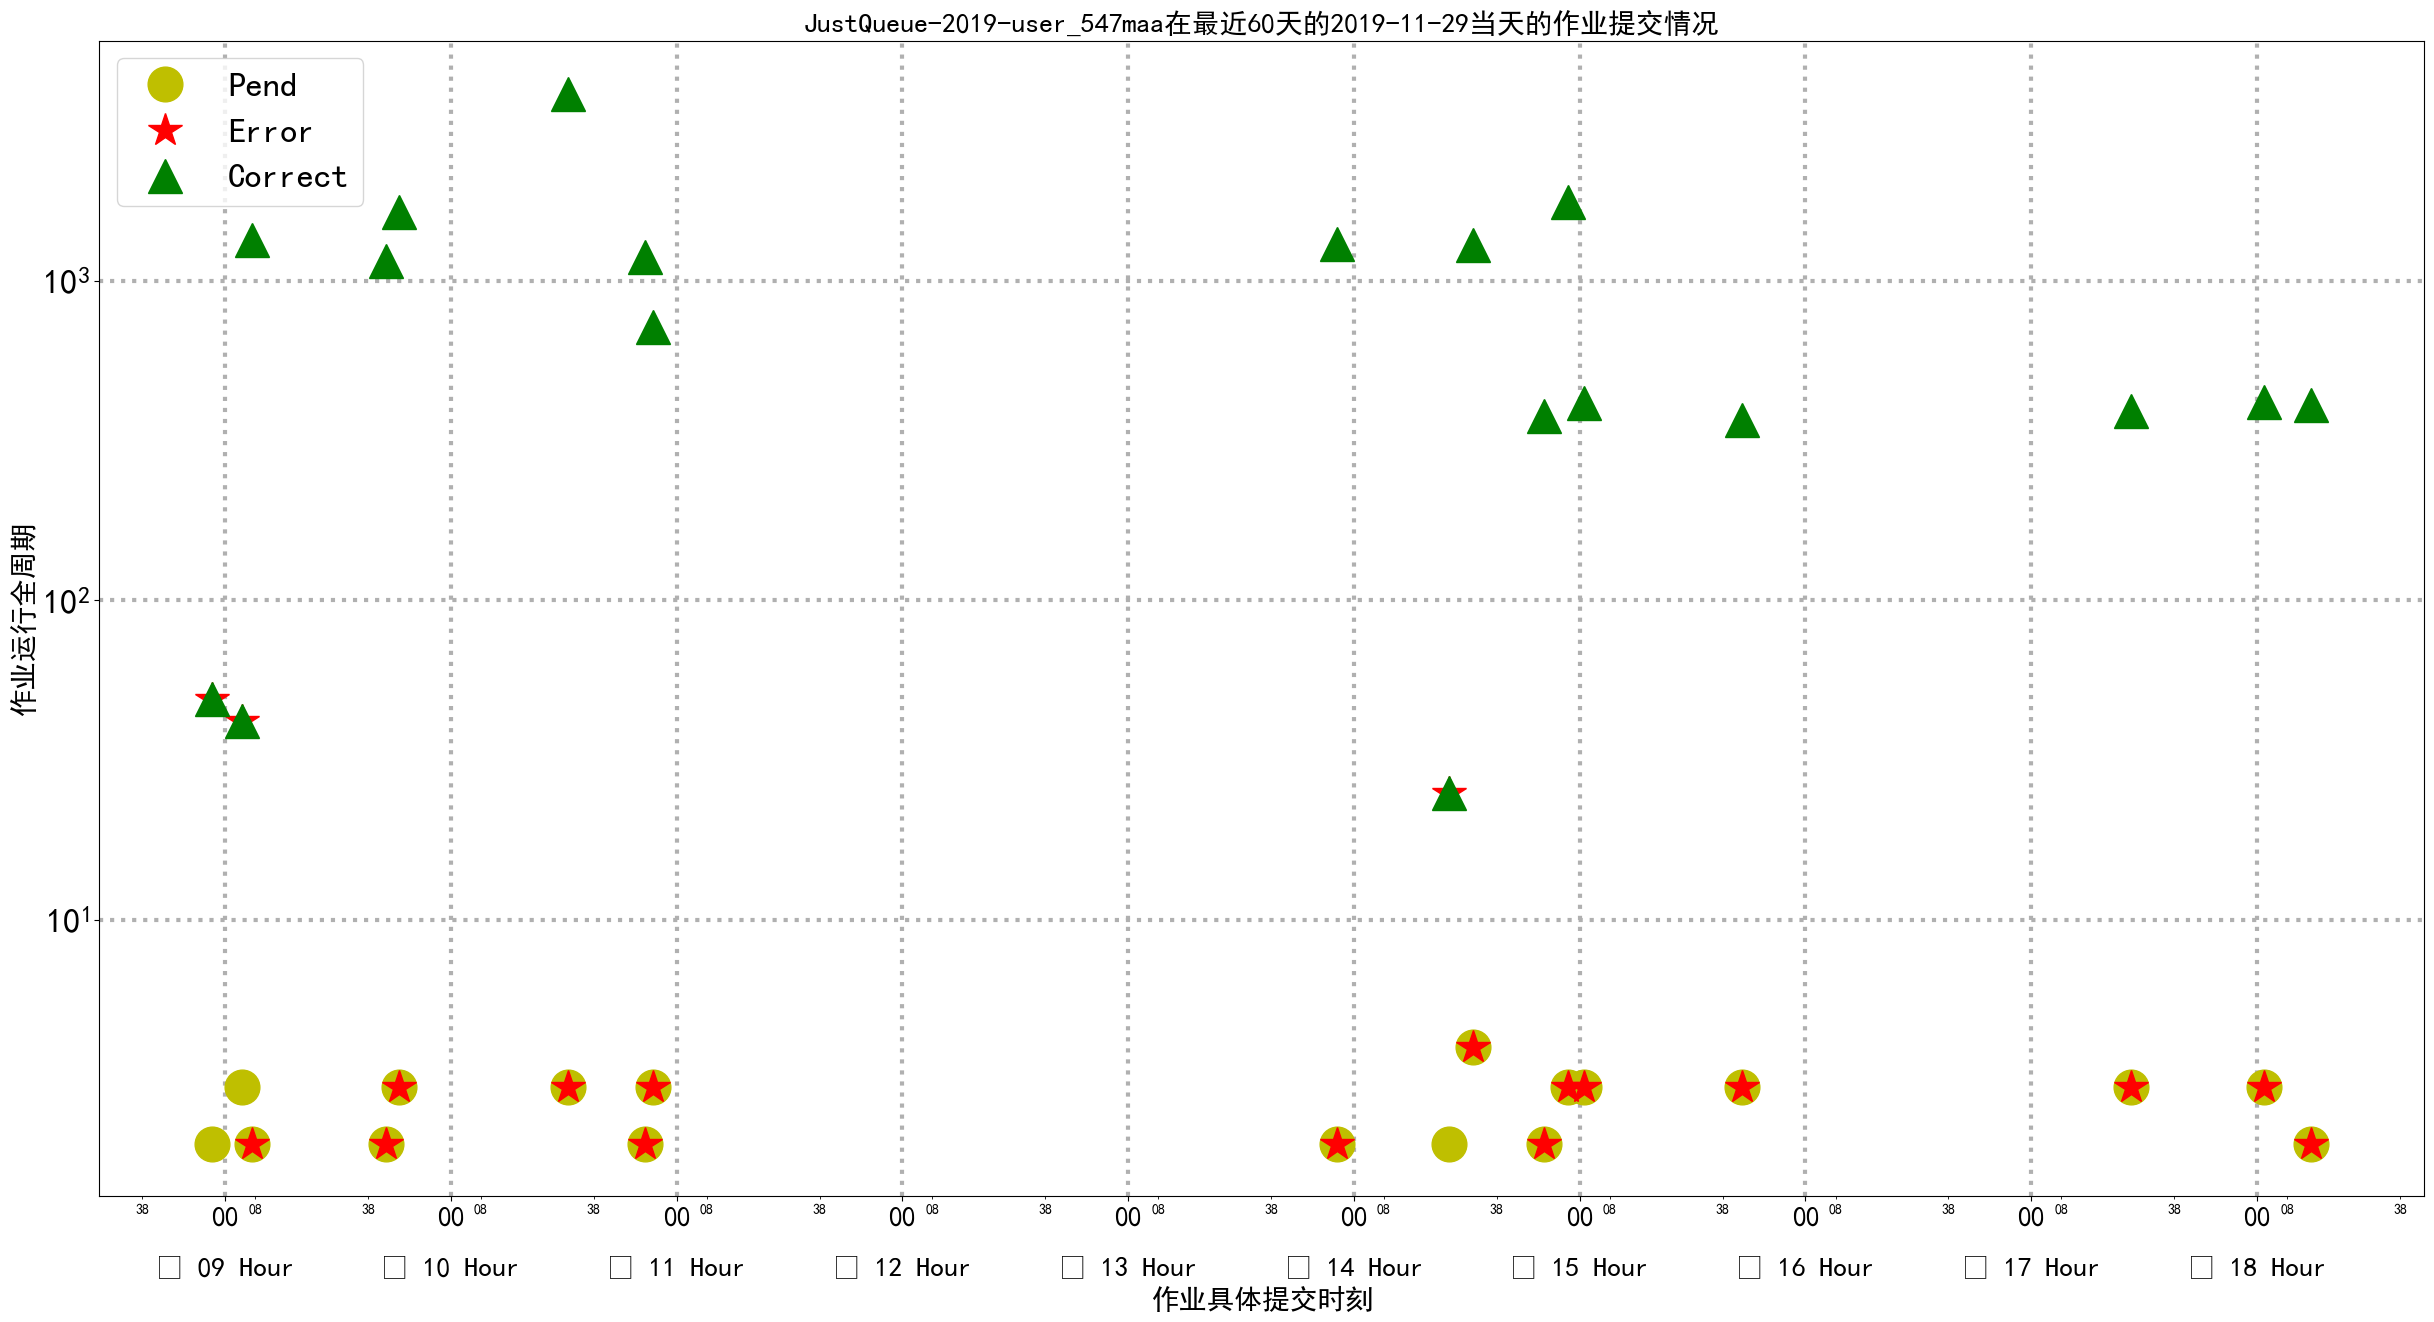 JustQueue-2019-user_547maa在最近60天的2019-11-29当天的作业提交情况
Pend
Error
Correct
10³
10²
10¹
作业运行全周期
38 00 08 38 00 08 38 00 08 38 00 08 38 00 08 38 00 08 38 00 08 38 00 08 38 00 08 38 00 08 38
□ 09 Hour □ 10 Hour □ 11 Hour □ 12 Hour □ 13 Hour □ 14 Hour □ 15 Hour □ 16 Hour □ 17 Hour □ 18 Hour
作业具体提交时刻